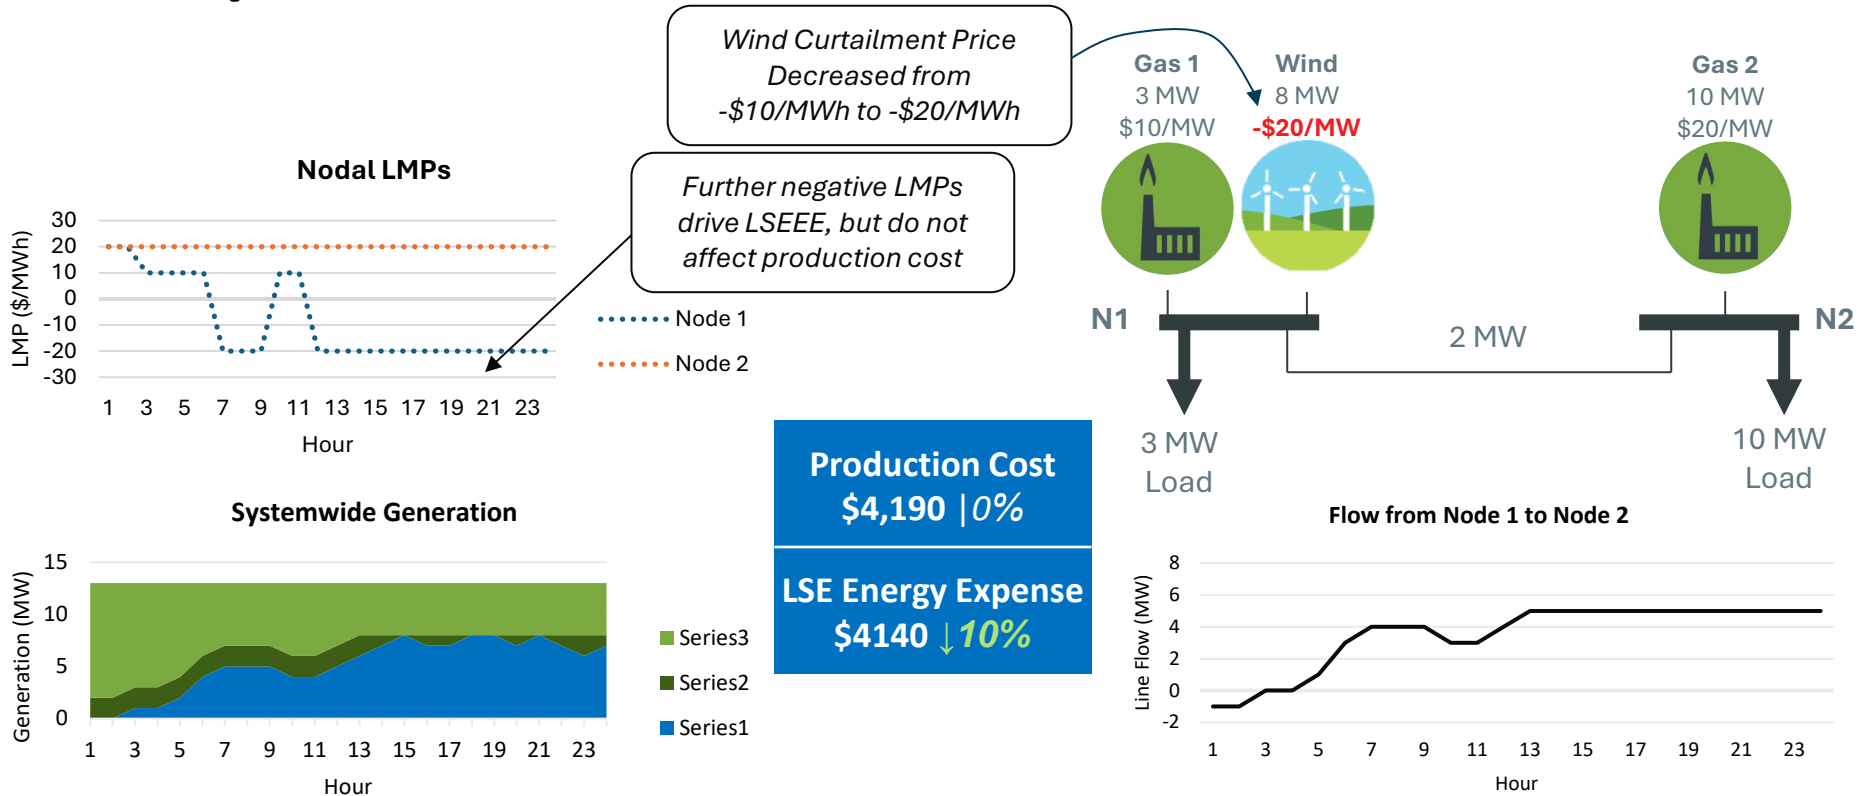 Wind Curtailment Price
Decreased from
-$10/MWh to -$20/MWh
Gas 1
3 MW
$10/MW
Wind
8 MW
-$20/MW
Gas 2
10 MW
$20/MW
Nodal LMPs
Further negative LMPs
drive LSEEE, but do not
affect production cost
LMP ($/MWh)
30
20
10
0
-10
-20
-30
1 3 5 7 9 11 13 15 17 19 21 23
Hour
Node 1
Node 2
N1
N2
2 MW
3 MW
Load
10 MW
Load
Production Cost
$4,190 |0%
LSE Energy Expense
$4140 ↓10%
Systemwide Generation
Generation (MW)
15
10
5
0
1 3 5 7 9 11 13 15 17 19 21 23
Hour
Series3
Series2
Series1
Flow from Node 1 to Node 2
Line Flow (MW)
8
6
4
2
0
-2
1 3 5 7 9 11 13 15 17 19 21 23
Hour